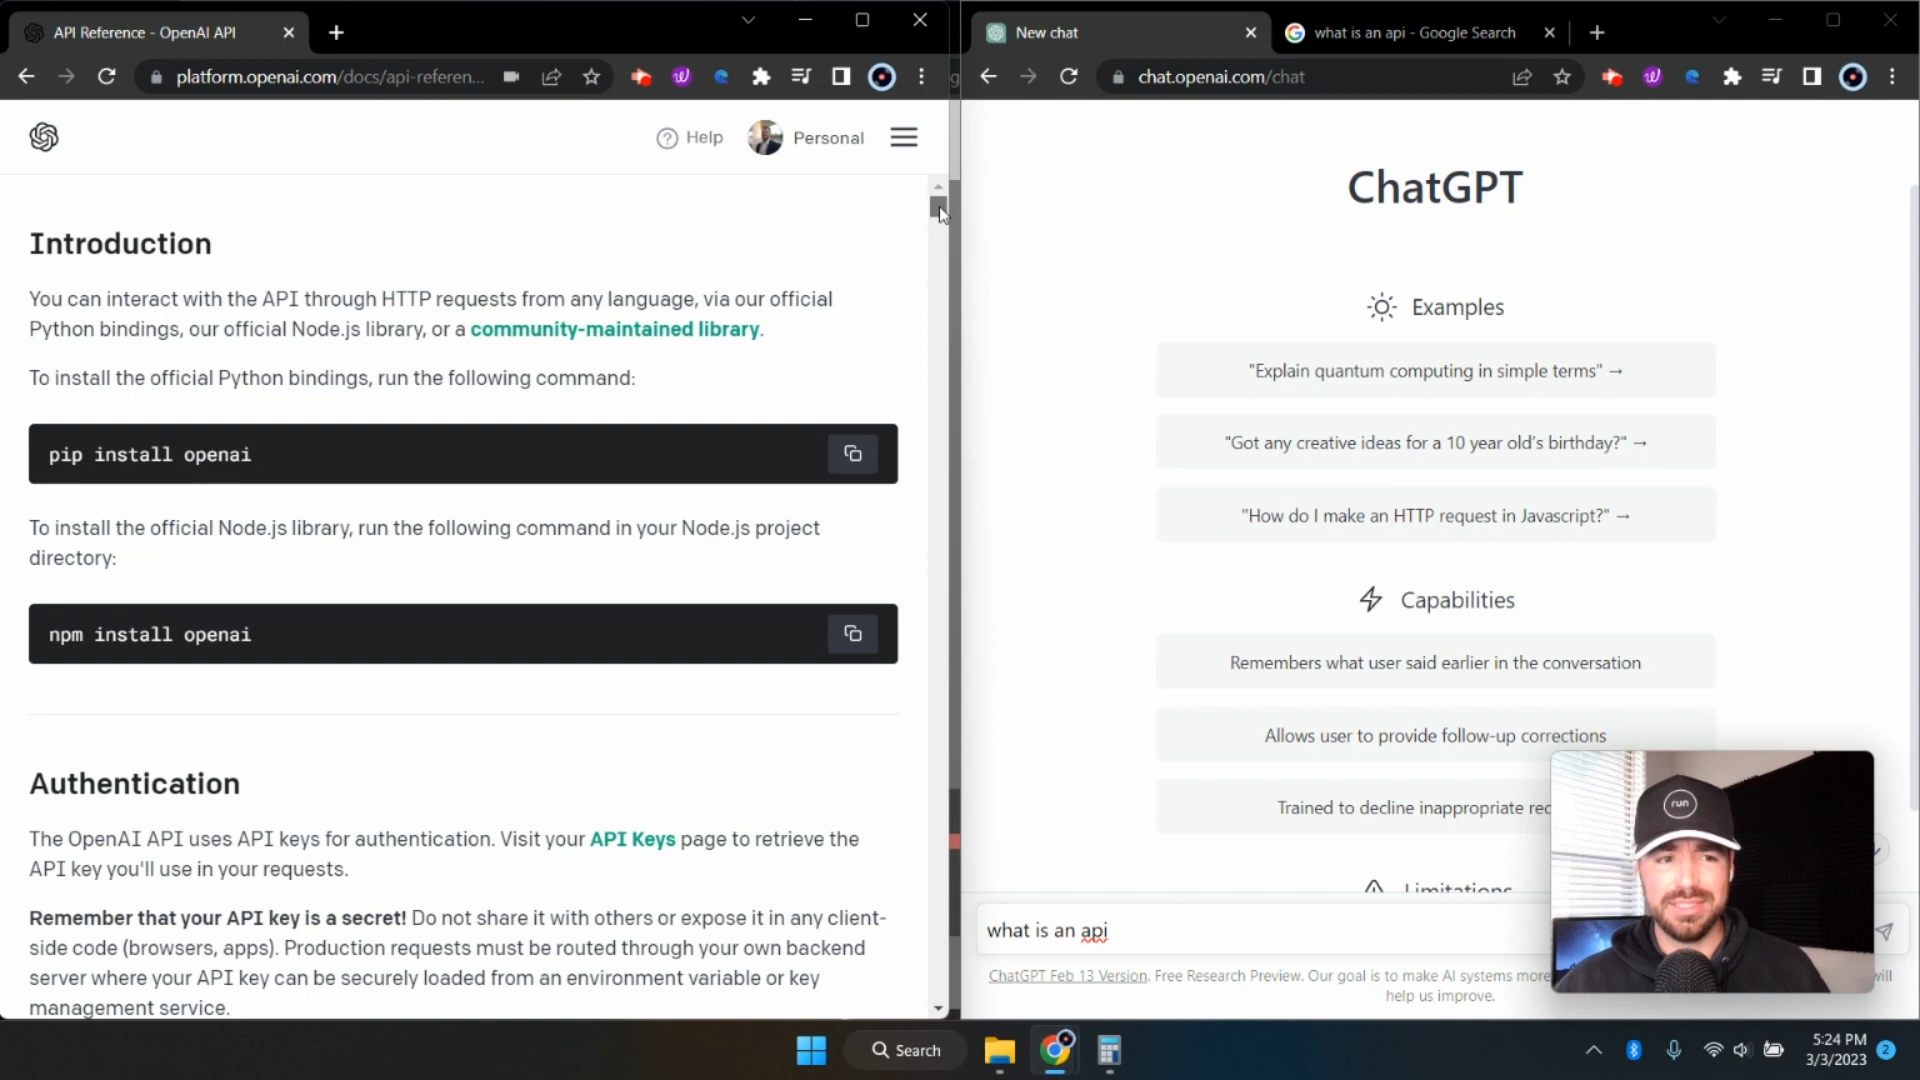 API Reference - OpenAI API
platform.openai.com/docs/api-referen...
Help
Personal
Introduction
You can interact with the API through HTTP requests from any language, via our official
Python bindings, our official Node.js library, or a community-maintained library.
To install the official Python bindings, run the following command:
pip install openai
To install the official Node.js library, run the following command in your Node.js project
directory:
npm install openai
Authentication
The OpenAI API uses API keys for authentication. Visit your API Keys page to retrieve the
API key you'll use in your requests.
Remember that your API key is a secret! Do not share it with others or expose it in any client-
side code (browsers, apps). Production requests must be routed through your own backend
server where your API key can be securely loaded from an environment variable or key
management service.
New chat
what is an api - Google Search
chat.openai.com/chat
ChatGPT
Examples
"Explain quantum computing in simple terms" →
"Got any creative ideas for a 10 year old's birthday?" →
"How do I make an HTTP request in Javascript?" →
Capabilities
Remembers what user said earlier in the conversation
Allows user to provide follow-up corrections
Trained to decline inappropriate
Limitations
run
what is an api
ChatGPT Feb 13 Version. Free Research Preview. Our goal is to make AI systems more will
help us improve.
Search
5:24 PM
3/3/2023
2